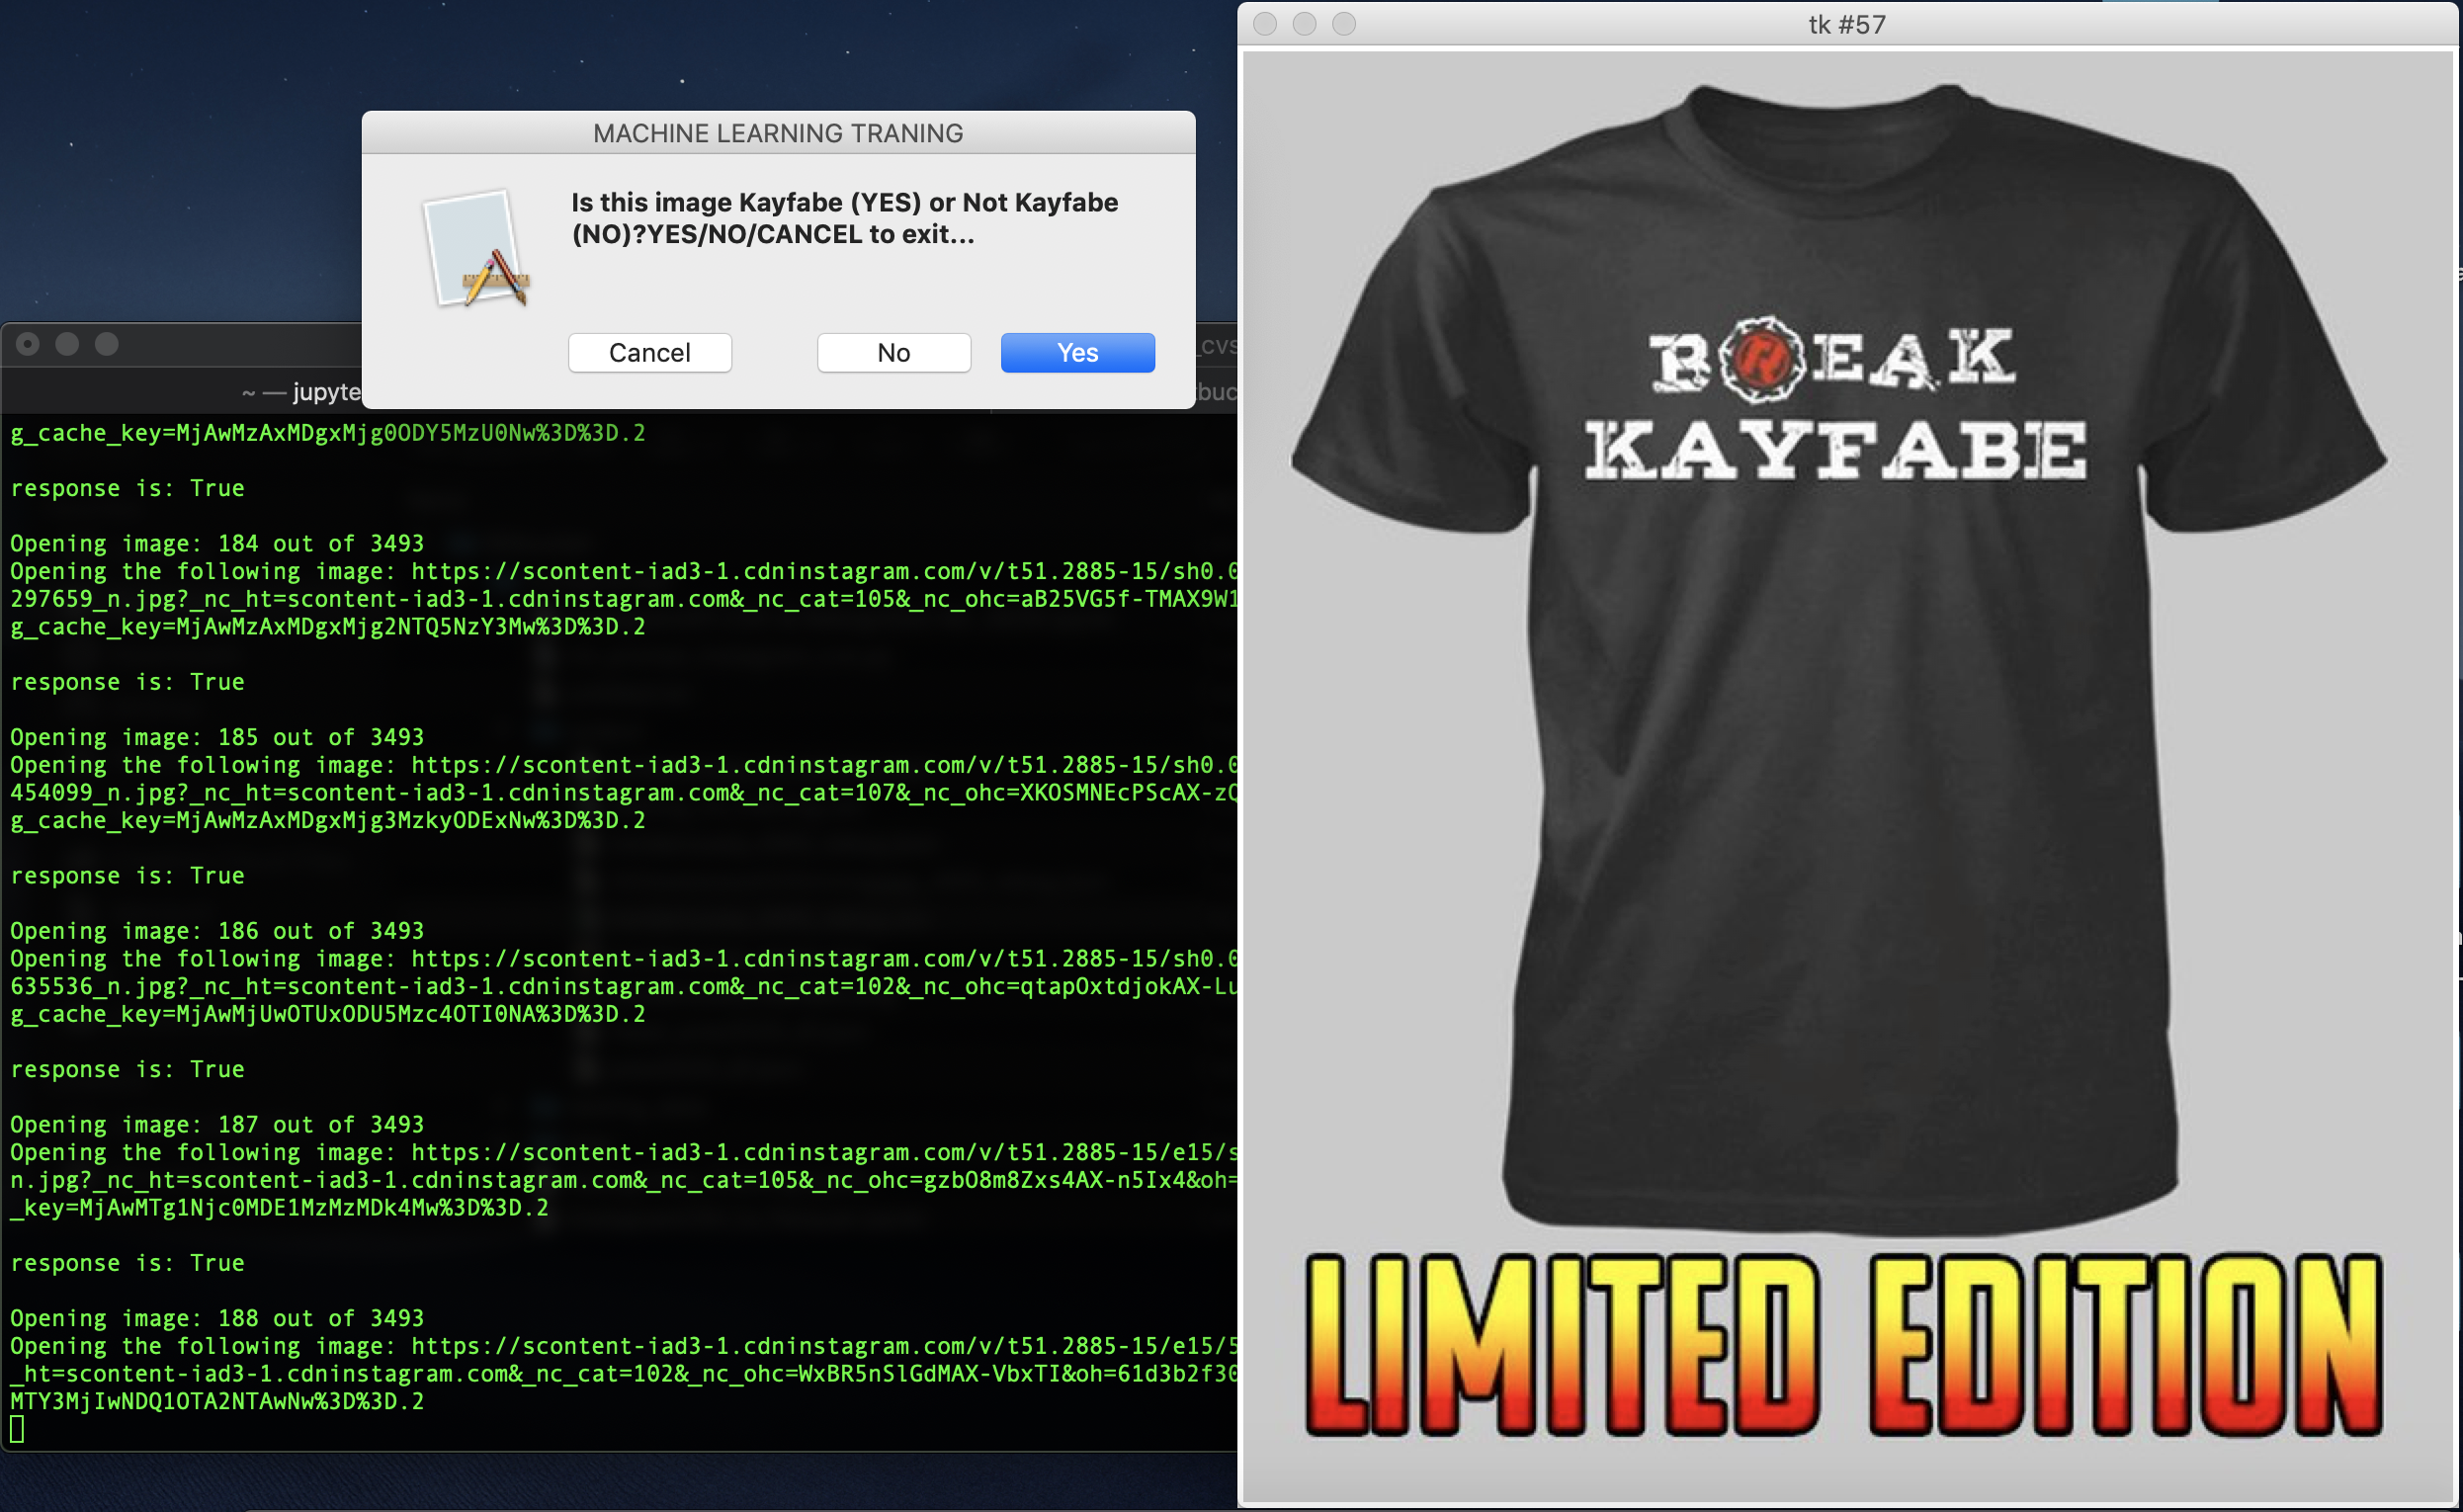 tk #57
MACHINE LEARNING TRANING
Is this image Kayfabe (YES) or Not Kayfabe
(NO)?YES/NO/CANCEL to exit...
Cancel No Yes
_cvs
~ — jupyte
buc
g_cache_key=MjAwMzAxMDgxMjg0ODY5MzU0Nw%3D%3D.2
response is: True
Opening image: 184 out of 3493
Opening the following image: https://scontent-iad3-1.cdninstagram.com/v/t51.2885-15/sh0.0
297659_n.jpg?_nc_ht=scontent-iad3-1.cdninstagram.com&_nc_cat=105&_nc_ohc=aB25VG5f-TMAX9W1
g_cache_key=MjAwMzAxMDgxMjg2NTQ5NzY3Mw%3D%3D.2
response is: True
Opening image: 185 out of 3493
Opening the following image: https://scontent-iad3-1.cdninstagram.com/v/t51.2885-15/sh0.0
454099_n.jpg?_nc_ht=scontent-iad3-1.cdninstagram.com&_nc_cat=107&_nc_ohc=XKOSMNEcPScAX-zQ
g_cache_key=MjAwMzAxMDgxMjg3MzkyODExNw%3D%3D.2
response is: True
Opening image: 186 out of 3493
Opening the following image: https://scontent-iad3-1.cdninstagram.com/v/t51.2885-15/sh0.0
635536_n.jpg?_nc_ht=scontent-iad3-1.cdninstagram.com&_nc_cat=102&_nc_ohc=qtapOxtdjokAX-Lu
g_cache_key=MjAwMjUwOTUxODU5Mzc4OTI0NA%3D%3D.2
response is: True
Opening image: 187 out of 3493
Opening the following image: https://scontent-iad3-1.cdninstagram.com/v/t51.2885-15/e15/s
n.jpg?_nc_ht=scontent-iad3-1.cdninstagram.com&_nc_cat=105&_nc_ohc=gzbO8m8Zxs4AX-n5Ix4&oh=
_key=MjAwMTg1Njc0MDE1MzMzMDk4Mw%3D%3D.2
response is: True
Opening image: 188 out of 3493
Opening the following image: https://scontent-iad3-1.cdninstagram.com/v/t51.2885-15/e15/5
_ht=scontent-iad3-1.cdninstagram.com&_nc_cat=102&_nc_ohc=WxBR5nSlGdMAX-VbxTI&oh=61d3b2f30
MTY3MjIwNDQ1OTA2NTAwNw%3D%3D.2
BREAK
KAYFABE
LIMITED EDITION